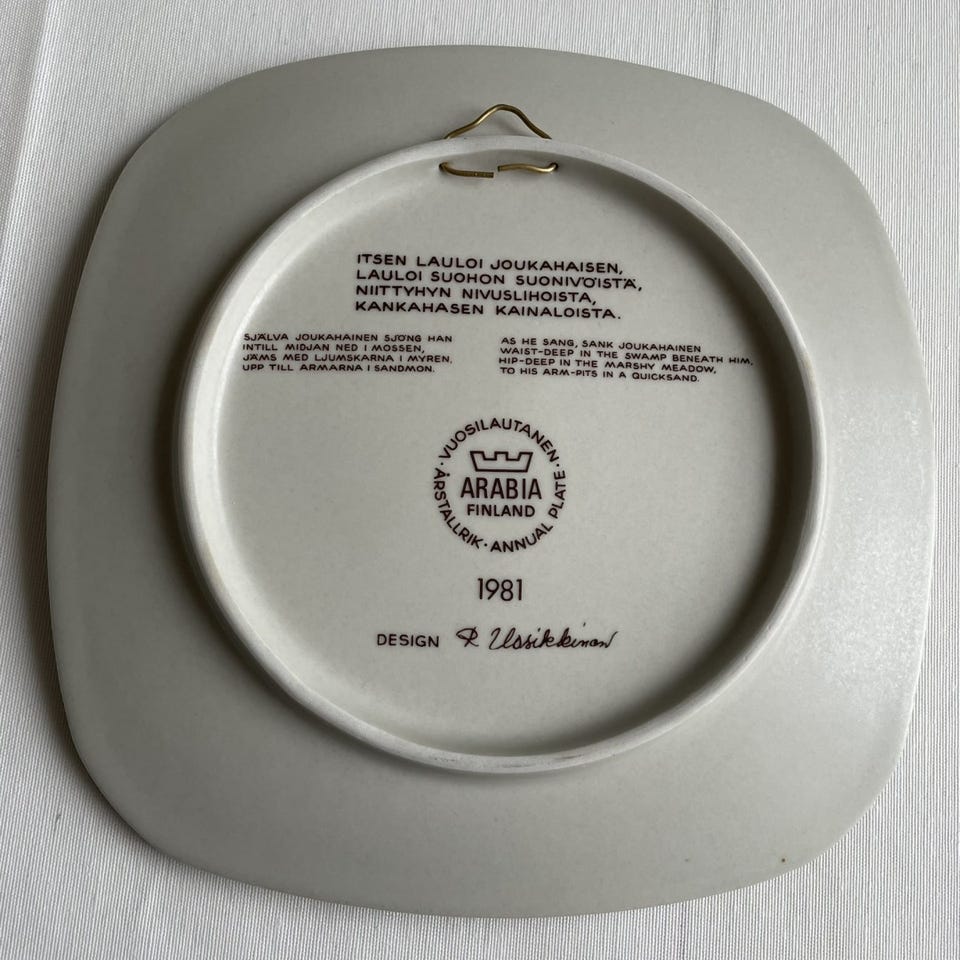 ITSEN LAULOI JOUKAHAISEN,
LAULOI SUOHON SUONIVÖISTÄ,
NIITTYHYN NIVUSLIHOISTA,
KANKAHASEN KAINALOISTA.
SJÄLVA JOUKAHAINEN SJÖNG HAN
INTILL MIDJAN NED I MOSSEN,
JÄMS MED LJUMSKARNA I MYREN,
UPP TILL ARMARNA I SANDMON.
AS HE SANG, SANK JOUKAHAINEN
WAIST-DEEP IN THE SWAMP BENEATH HIM,
HIP-DEEP IN THE MARSHY MEADOW,
TO HIS ARM-PITS IN A QUICKSAND.
· VUOSILAUTANEN ·
ARABIA
FINLAND
ÅRSTALLRIK · ANNUAL PLATE
1981
DESIGN R Uosikkinen